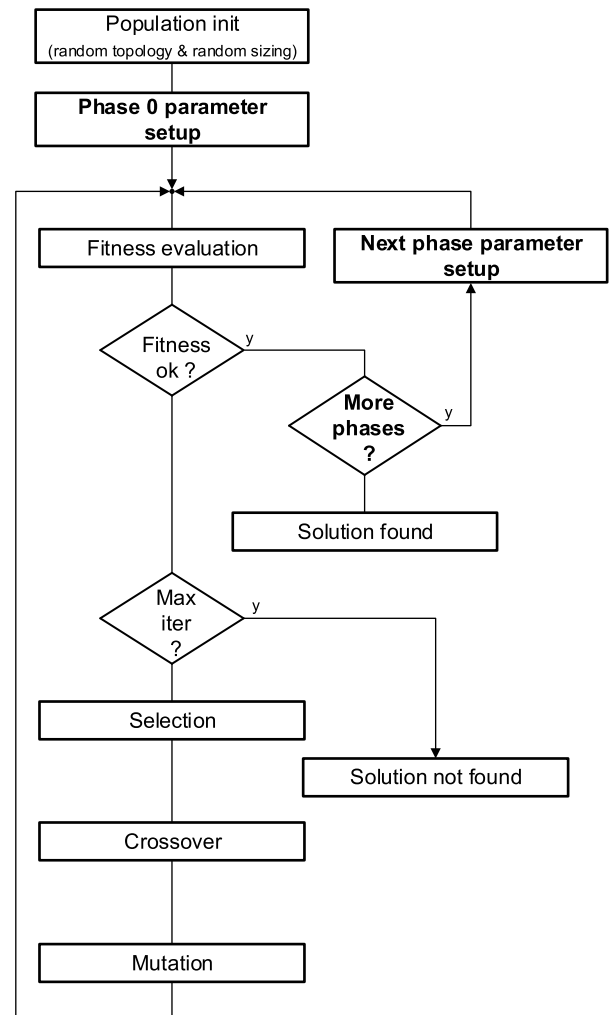 Population init
(random topology & random sizing)
Phase 0 parameter
setup
Fitness evaluation
Next phase parameter
setup
Fitness
ok ?
y
More
phases
?
y
Solution found
Max
iter
?
y
Selection
Solution not found
Crossover
Mutation